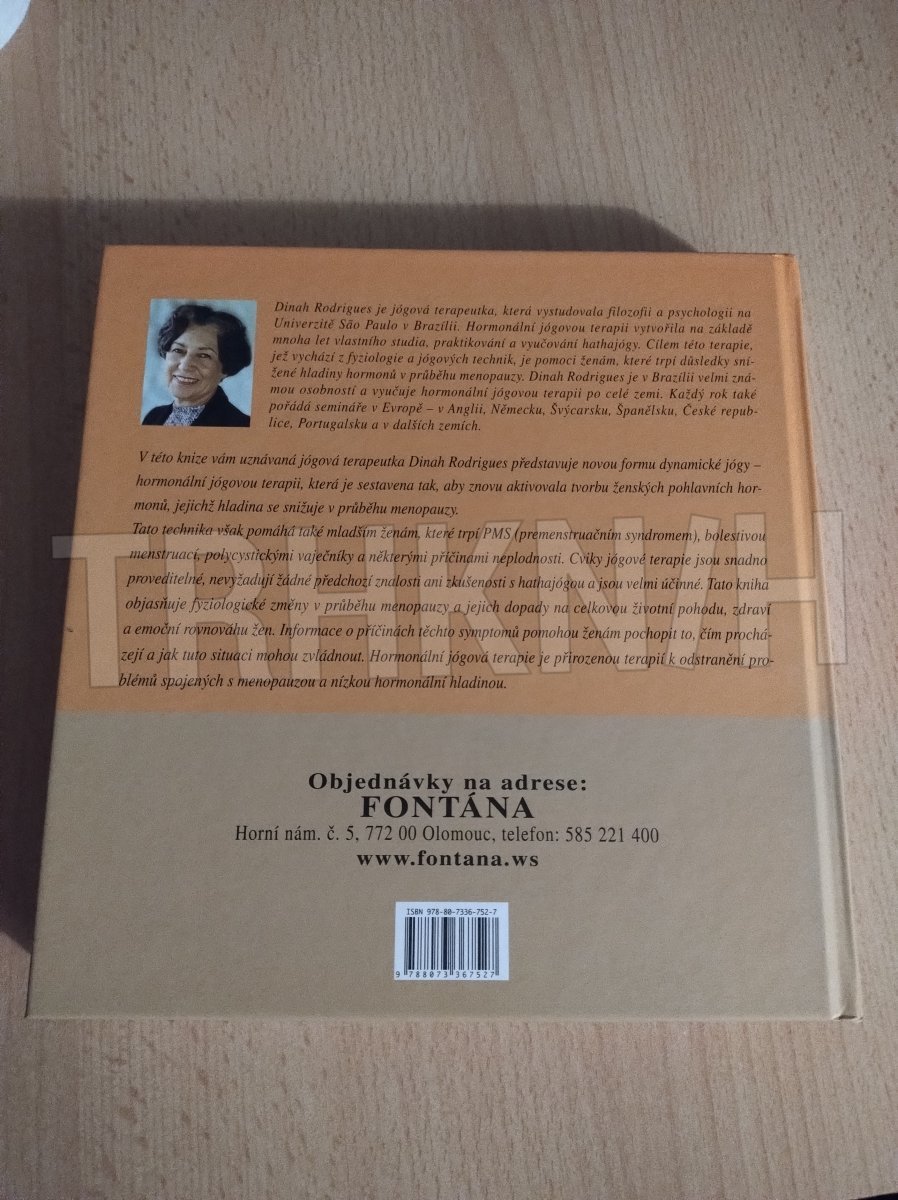 Dinah Rodrigues je jógová terapeutka, která vystudovala filozofii a psychologii na
Univerzitě São Paulo v Brazílii. Hormonální jógovou terapii vytvořila na základě
mnoha let vlastního studia, praktikování a vyučování hathajógy. Cílem této terapie,
jež vychází z fyziologie a jógových technik, je pomoci ženám, které trpí důsledky sní-
žené hladiny hormonů v průběhu menopauzy. Dinah Rodrigues je v Brazílii velmi zná-
mou osobností a vyučuje hormonální jógovou terapii po celé zemi. Každý rok také
pořádá semináře v Evropě – v Anglii, Německu, Švýcarsku, Španělsku, České repub-
lice, Portugalsku a v dalších zemích.
V této knize vám uznávaná jógová terapeutka Dinah Rodrigues představuje novou formu dynamické jógy –
hormonální jógovou terapii, která je sestavena tak, aby znovu aktivovala tvorbu ženských pohlavních hor-
monů, jejichž hladina se snižuje v průběhu menopauzy.
Tato technika však pomáhá také mladším ženám, které trpí PMS (premenstruačním syndromem), bolestivou
menstruací, polycystickými vaječníky a některými příčinami neplodnosti. Cviky jógové terapie jsou snadno
proveditelné, nevyžadují žádné předchozí znalosti ani zkušenosti s hathajógou a jsou velmi účinné. Tato kniha
objasňuje fyziologické změny v průběhu menopauzy a jejich dopady na celkovou životní pohodu, zdraví
a emoční rovnováhu žen. Informace o příčinách těchto symptomů pomohou ženám pochopit to, čím prochá-
zejí a jak tuto situaci mohou zvládnout. Hormonální jógová terapie je přirozenou terapií k odstranění pro-
blémů spojených s menopauzou a nízkou hormonální hladinou.
Objednávky na adrese:
FONTÁNA
Horní nám. č. 5, 772 00 Olomouc, telefon: 585 221 400
www.fontana.ws
ISBN 978-80-7336-752-7
9 788073 367527